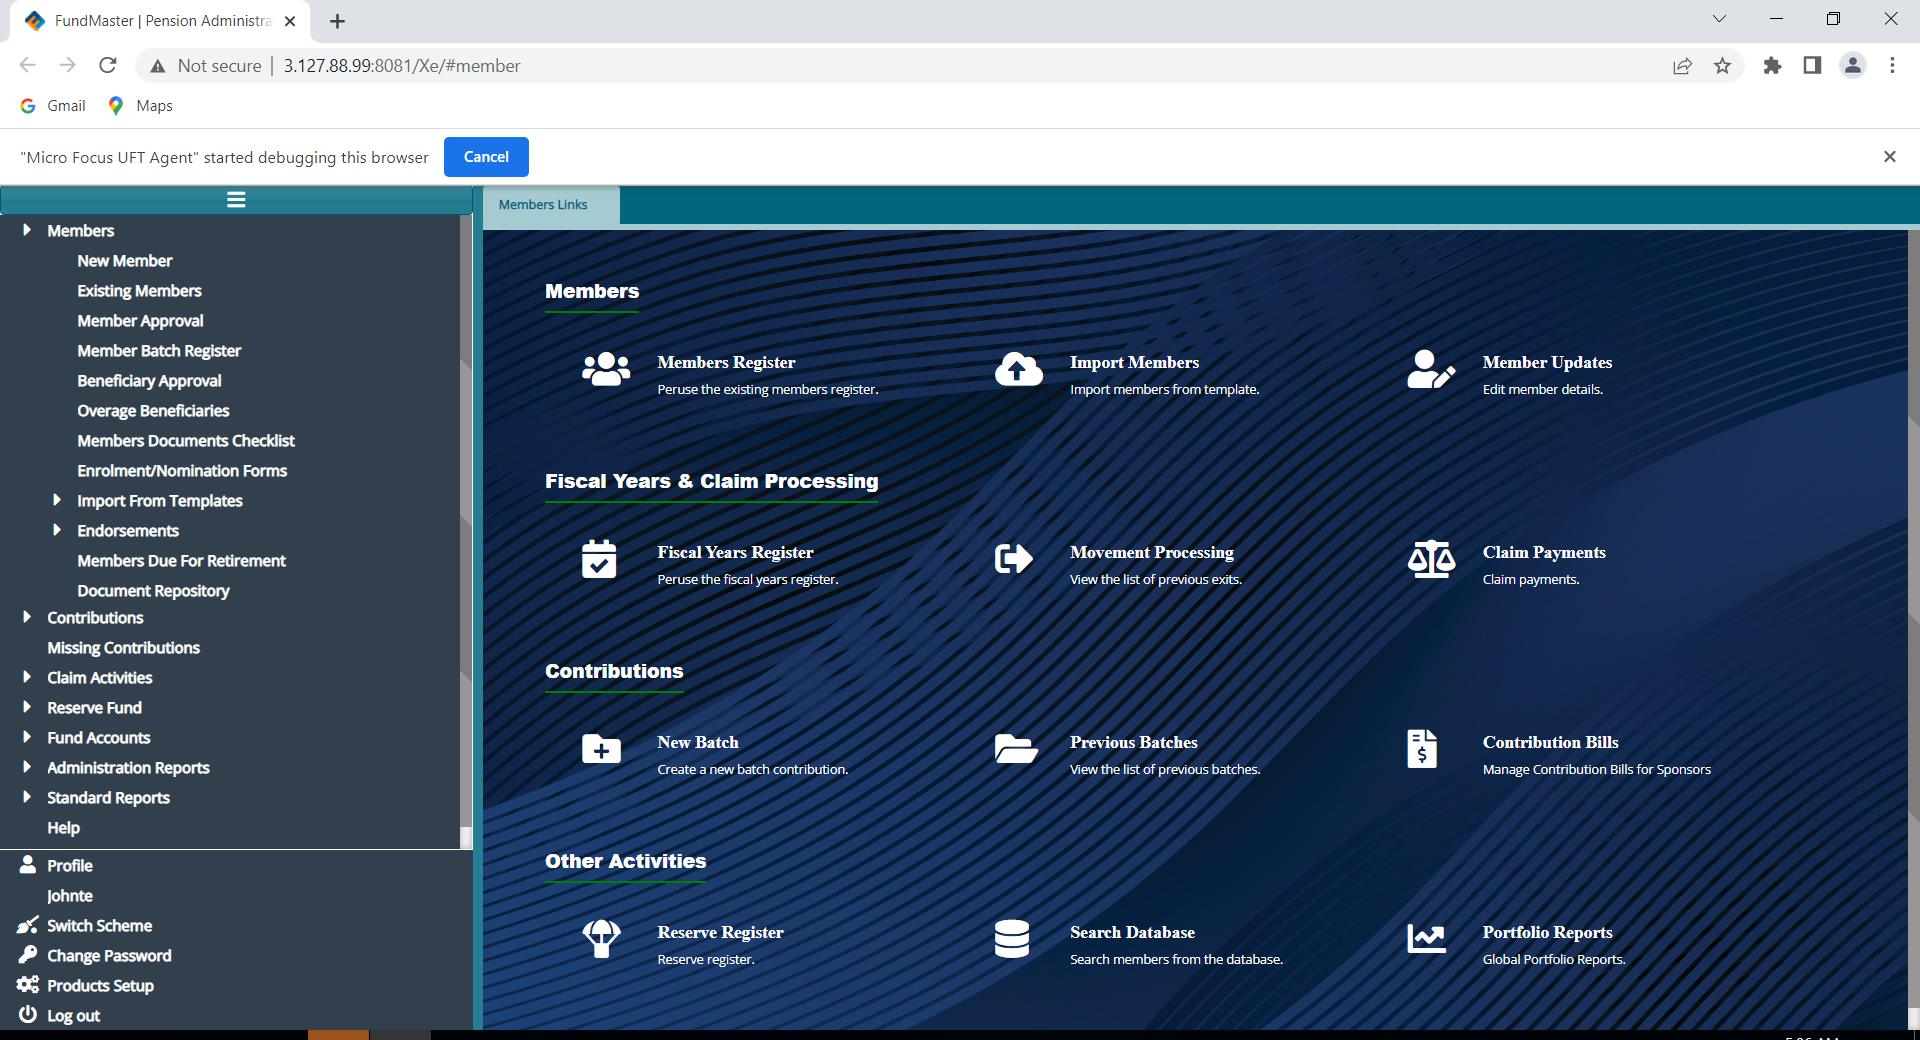 FundMaster | Pension Administra
Not secure | 3.127.88.99:8081/Xe/#member
Gmail
Maps
"Micro Focus UFT Agent" started debugging this browser
Cancel
Members
New Member
Existing Members
Member Approval
Member Batch Register
Beneficiary Approval
Overage Beneficiaries
Members Documents Checklist
Enrolment/Nomination Forms
Import From Templates
Endorsements
Members Due For Retirement
Document Repository
Contributions
Missing Contributions
Claim Activities
Reserve Fund
Fund Accounts
Administration Reports
Standard Reports
Help
Profile
Johnte
Switch Scheme
Change Password
Products Setup
Log out
Members Links
Members
Members Register
Peruse the existing members register.
Import Members
Import members from template.
Member Updates
Edit member details.
Fiscal Years & Claim Processing
Fiscal Years Register
Peruse the fiscal years register.
Movement Processing
View the list of previous exits.
Claim Payments
Claim payments.
Contributions
New Batch
Create a new batch contribution.
Previous Batches
View the list of previous batches.
Contribution Bills
Manage Contribution Bills for Sponsors
Other Activities
Reserve Register
Reserve register.
Search Database
Search members from the database.
Portfolio Reports
Global Portfolio Reports.